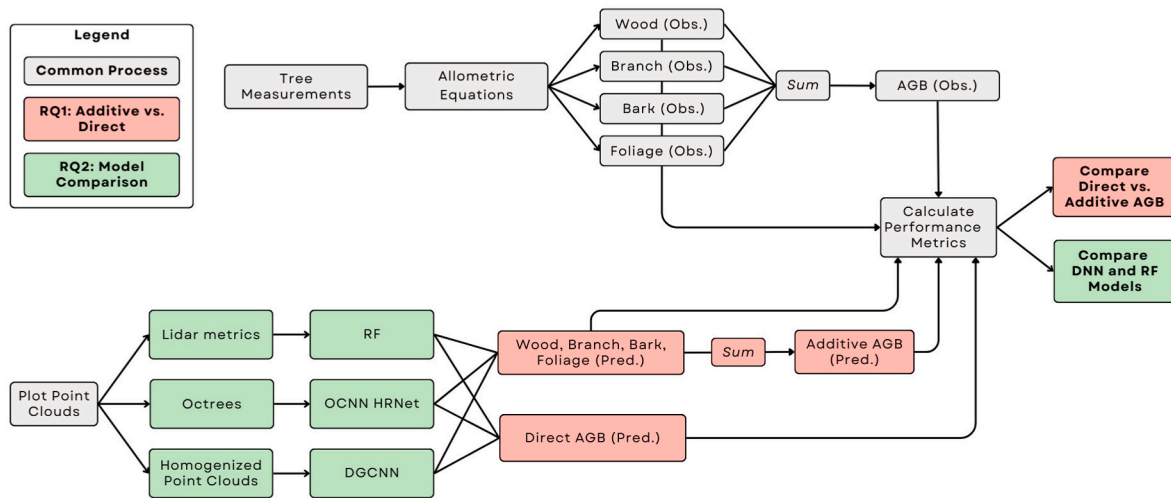 Legend
Common Process
RQ1: Additive vs.
Direct
RQ2: Model
Comparison
Tree
Measurements
Allometric
Equations
Wood (Obs.)
Branch (Obs.)
Bark (Obs.)
Foliage (Obs.)
Sum
AGB (Obs.)
Calculate
Performance
Metrics
Compare
Direct vs.
Additive AGB
Compare
DNN and RF
Models
Plot Point
Clouds
Lidar metrics
RF
Octrees
OCNN HRNet
Homogenized
Point Clouds
DGCNN
Wood, Branch, Bark,
Foliage (Pred.)
Sum
Additive AGB
(Pred.)
Direct AGB (Pred.)